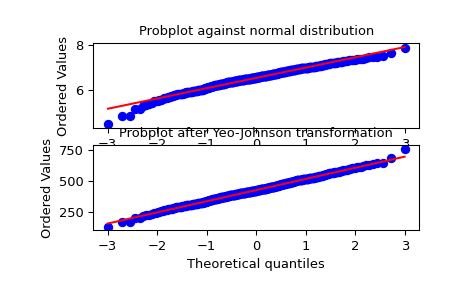 Probplot against normal distribution
Ordered Values
8
6
−3 −2 −1 0 1 2 3
Probplot after Yeo-Johnson transformation
Ordered Values
750
500
250
−3 −2 −1 0 1 2 3
Theoretical quantiles